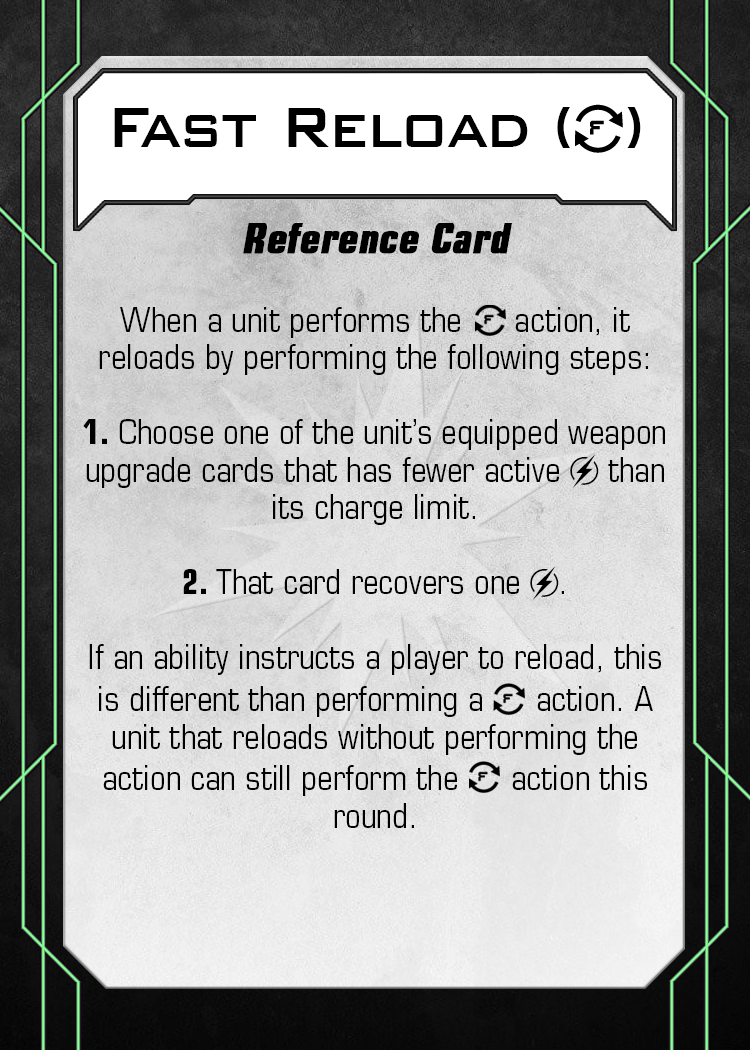 Fast Reload (F)
Reference Card
When a unit performs the F action, it
reloads by performing the following steps:
1. Choose one of the unit's equipped weapon
upgrade cards that has fewer active than
its charge limit.
2. That card recovers one .
If an ability instructs a player to reload, this
is different than performing a F action. A
unit that reloads without performing the
action can still perform the F action this
round.